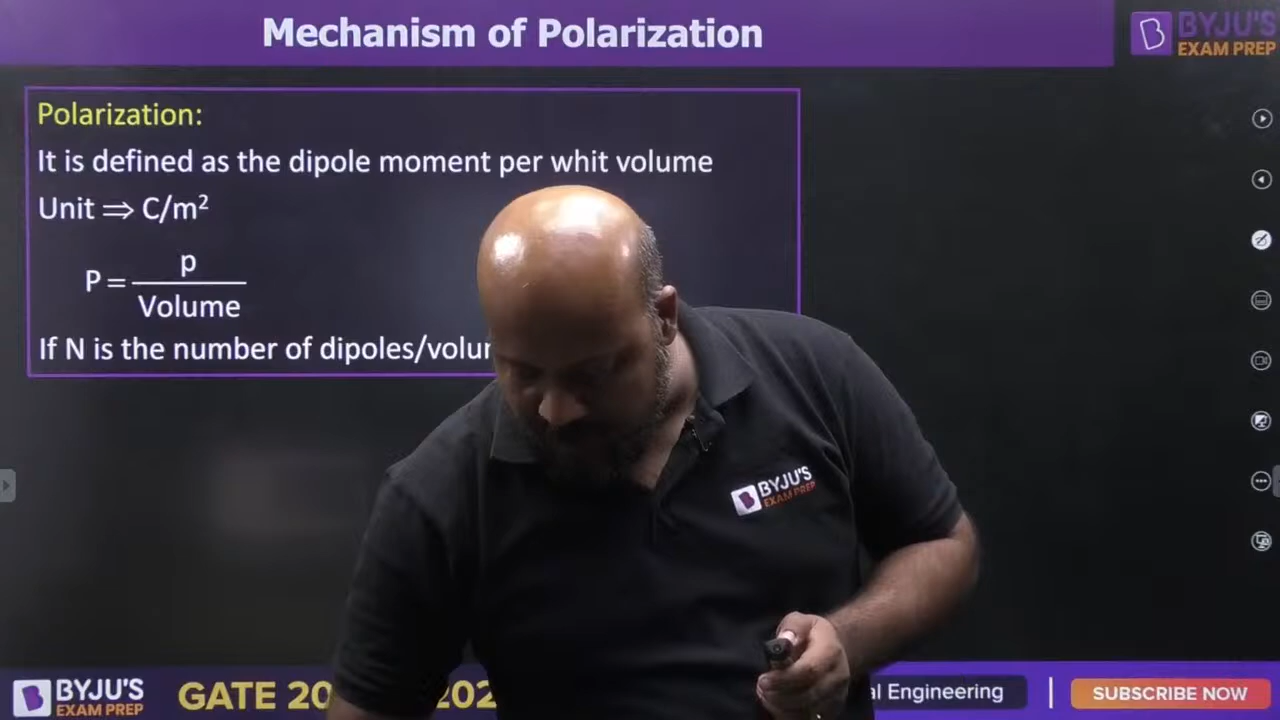 Mechanism of Polarization
BYJU'S
EXAM PREP
Polarization:
It is defined as the dipole moment per whit volume
Unit ⇒ C/m²
P = p / Volume
If N is the number of dipoles/volu
BYJU'S
EXAM PREP
BYJU'S
EXAM PREP
GATE 20 202
al Engineering
SUBSCRIBE NOW